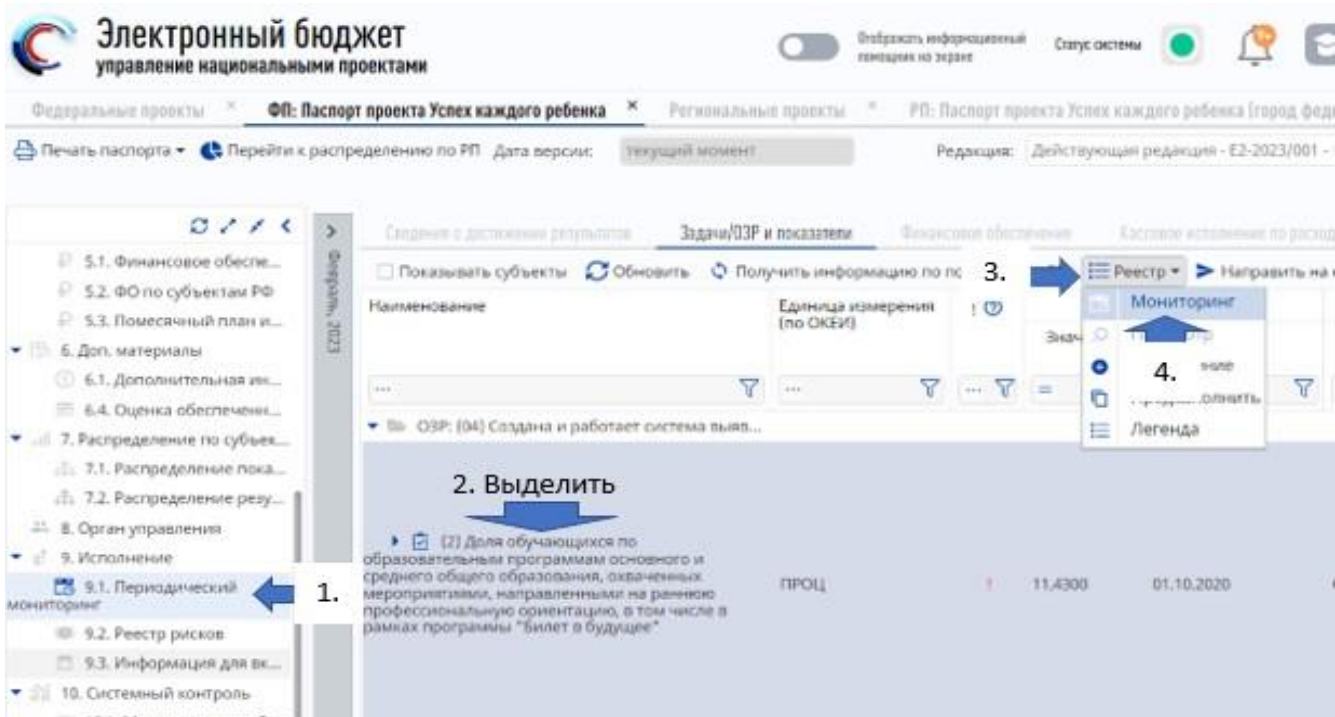 Электронный бюджет
управление национальными проектами
Отображать информационный
помощник на экране
Статус системы
Федеральные проекты
ФП: Паспорт проекта Успех каждого ребенка
Региональные проекты
РП: Паспорт проекта Успех каждого ребенка (город феде
Печать паспорта
Перейти к распределению по РП
Дата версии:
текущий момент
Редакция:
Действующая редакция - E2-2023/001 -
5.1. Финансовое обеспе...
5.2. ФО по субъектам РФ
5.3. Помесячный план и...
6. Доп. материалы
6.1. Дополнительная ин...
6.4. Оценка обеспеченн...
7. Распределение по субъек...
7.1. Распределение пока...
7.2. Распределение резу...
8. Орган управления
9. Исполнение
9.1. Периодический
мониторинг
1.
9.2. Реестр рисков
9.3. Информация для вк...
10. Системный контроль
Февраль, 2023
Сведения о достижении результатов
Задачи/ОЗР и показатели
Финансовое обеспечение
Кассовое исполнение по расход
Показывать субъекты
Обновить
Получить информацию по по
3.
Реестр
Направить на
Наименование
Единица измерения
(по ОКЕИ)
!
Знач
Мониторинг
4.
Легенда
...
...
...
=
ОЗР: (04) Создана и работает система выяв...
2. Выделить
(2) Доля обучающихся по
образовательным программам основного и
среднего общего образования, охваченных
мероприятиями, направленными на раннюю
профессиональную ориентацию, в том числе в
рамках программы "Билет в будущее"
ПРОЦ
!
11,4300
01.10.2020